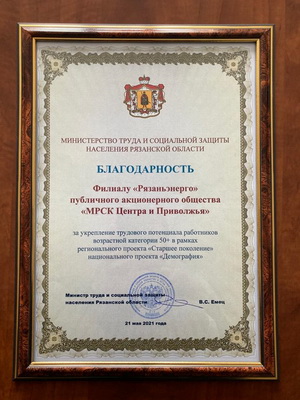 МИНИСТЕРСТВО ТРУДА И СОЦИАЛЬНОЙ ЗАЩИТЫ
НАСЕЛЕНИЯ РЯЗАНСКОЙ ОБЛАСТИ
БЛАГОДАРНОСТЬ
Филиалу «Рязаньэнерго»
публичного акционерного общества
«МРСК Центра и Приволжья»
за укрепление трудового потенциала работников
возрастной категории 50+ в рамках
регионального проекта «Старшее поколение»
национального проекта «Демография»
Министр труда и социальной защиты
населения Рязанской области В.С. Емец
21 мая 2021 года